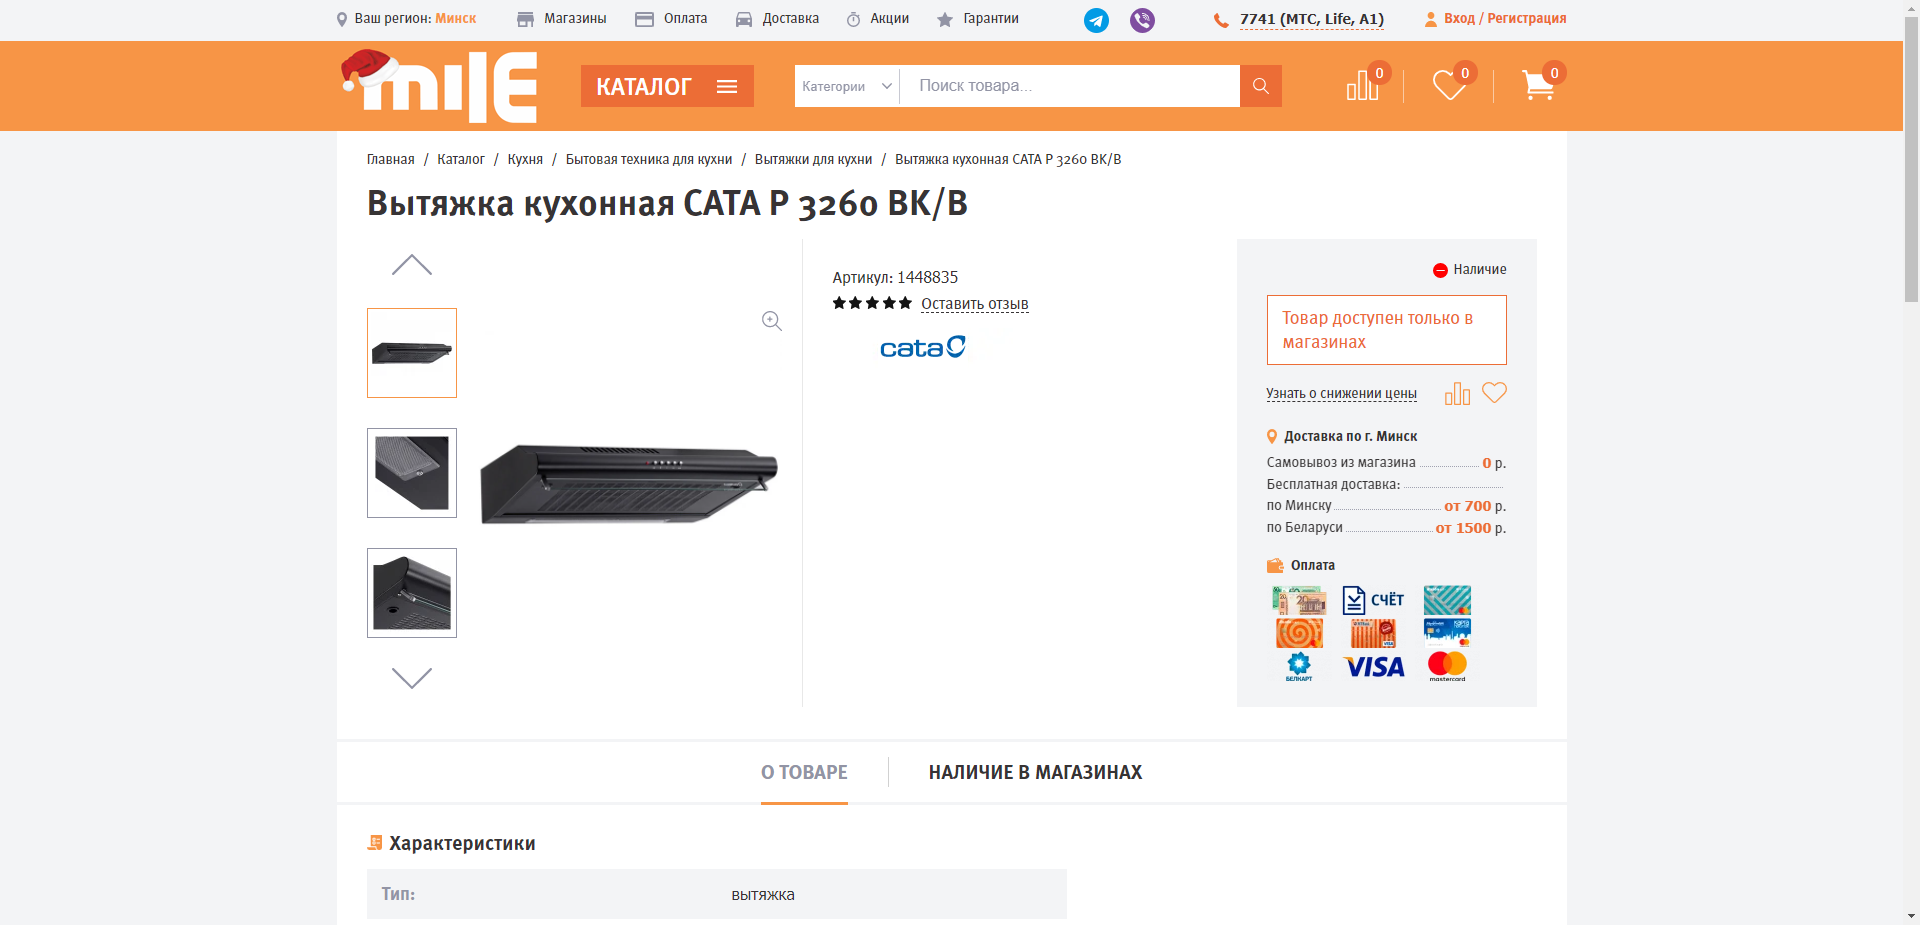 Ваш регион: Минск
Магазины
Оплата
Доставка
Акции
Гарантии
7741 (МТС, Life, A1)
Вход / Регистрация
mile
КАТАЛОГ
Категории
Поиск товара...
0
0
0
Главная / Каталог / Кухня / Бытовая техника для кухни / Вытяжки для кухни / Вытяжка кухонная CATA P 3260 BK/B
Вытяжка кухонная CATA P 3260 BK/B
Артикул: 1448835
Оставить отзыв
cata
Наличие
Товар доступен только в
магазинах
Узнать о снижении цены
Доставка по г. Минск
Самовывоз из магазина 0 р.
Бесплатная доставка:
по Минску от 700 р.
по Беларуси от 1500 р.
Оплата
СЧЁТ
БЕЛКАРТ
VISA
mastercard
О ТОВАРЕ
НАЛИЧИЕ В МАГАЗИНАХ
Характеристики
Тип: вытяжка